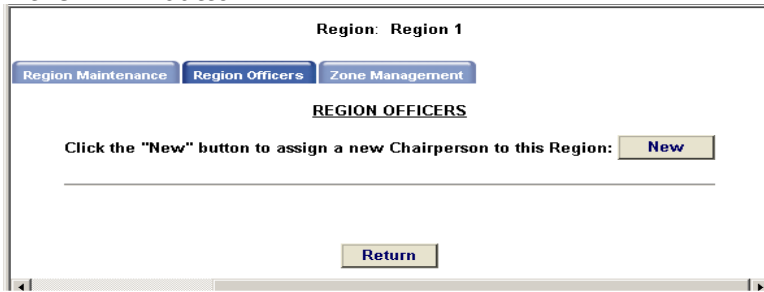 Region: Region 1
Region Maintenance Region Officers Zone Management
REGION OFFICERS
Click the "New" button to assign a new Chairperson to this Region: New
Return